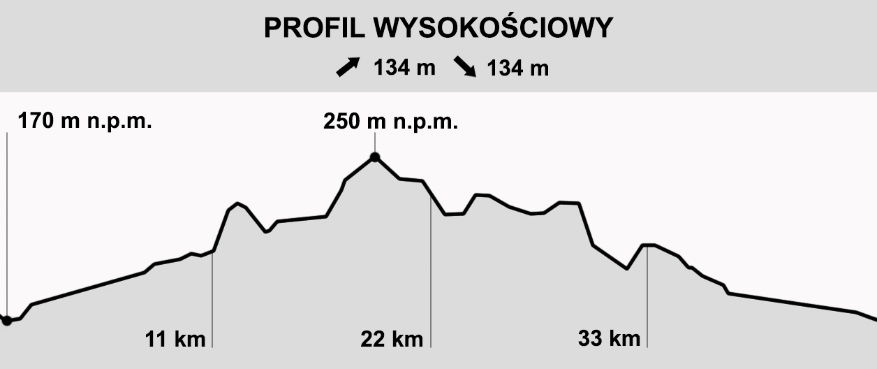 PROFIL WYSOKOŚCIOWY
134 m 134 m
170 m n.p.m.
250 m n.p.m.
11 km
22 km
33 km